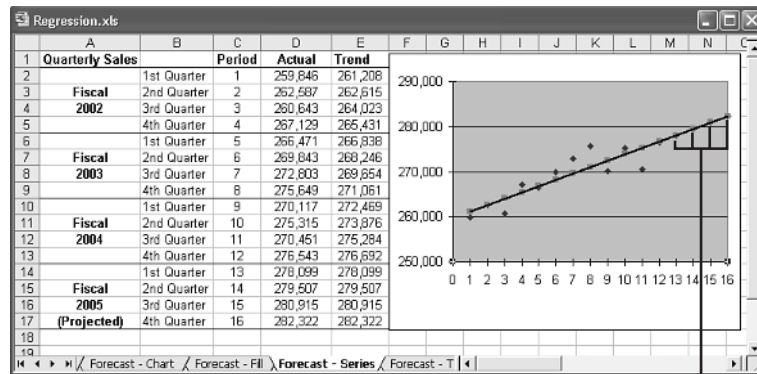 Regression.xls
A B C D E F G H I J K L M N
1 Quarterly Sales Period Actual Trend
2 1st Quarter 1 259,846 261,208
3 Fiscal 2nd Quarter 2 262,587 262,615
4 2002 3rd Quarter 3 260,643 264,023
5 4th Quarter 4 267,129 265,431
6 1st Quarter 5 266,471 266,838
7 Fiscal 2nd Quarter 6 269,843 268,246
8 2003 3rd Quarter 7 272,803 269,654
9 4th Quarter 8 275,649 271,061
10 1st Quarter 9 270,117 272,469
11 Fiscal 2nd Quarter 10 275,315 273,876
12 2004 3rd Quarter 11 270,451 275,284
13 4th Quarter 12 276,543 276,692
14 1st Quarter 13 278,099 278,099
15 Fiscal 2nd Quarter 14 279,507 279,507
16 2005 3rd Quarter 15 280,915 280,915
17 (Projected) 4th Quarter 16 282,322 282,322
18
19
290,000
280,000
270,000
260,000
250,000
0 1 2 3 4 5 6 7 8 9 10 11 12 13 14 15 16
Forecast - Chart Forecast - Fill Forecast - Series Forecast - T